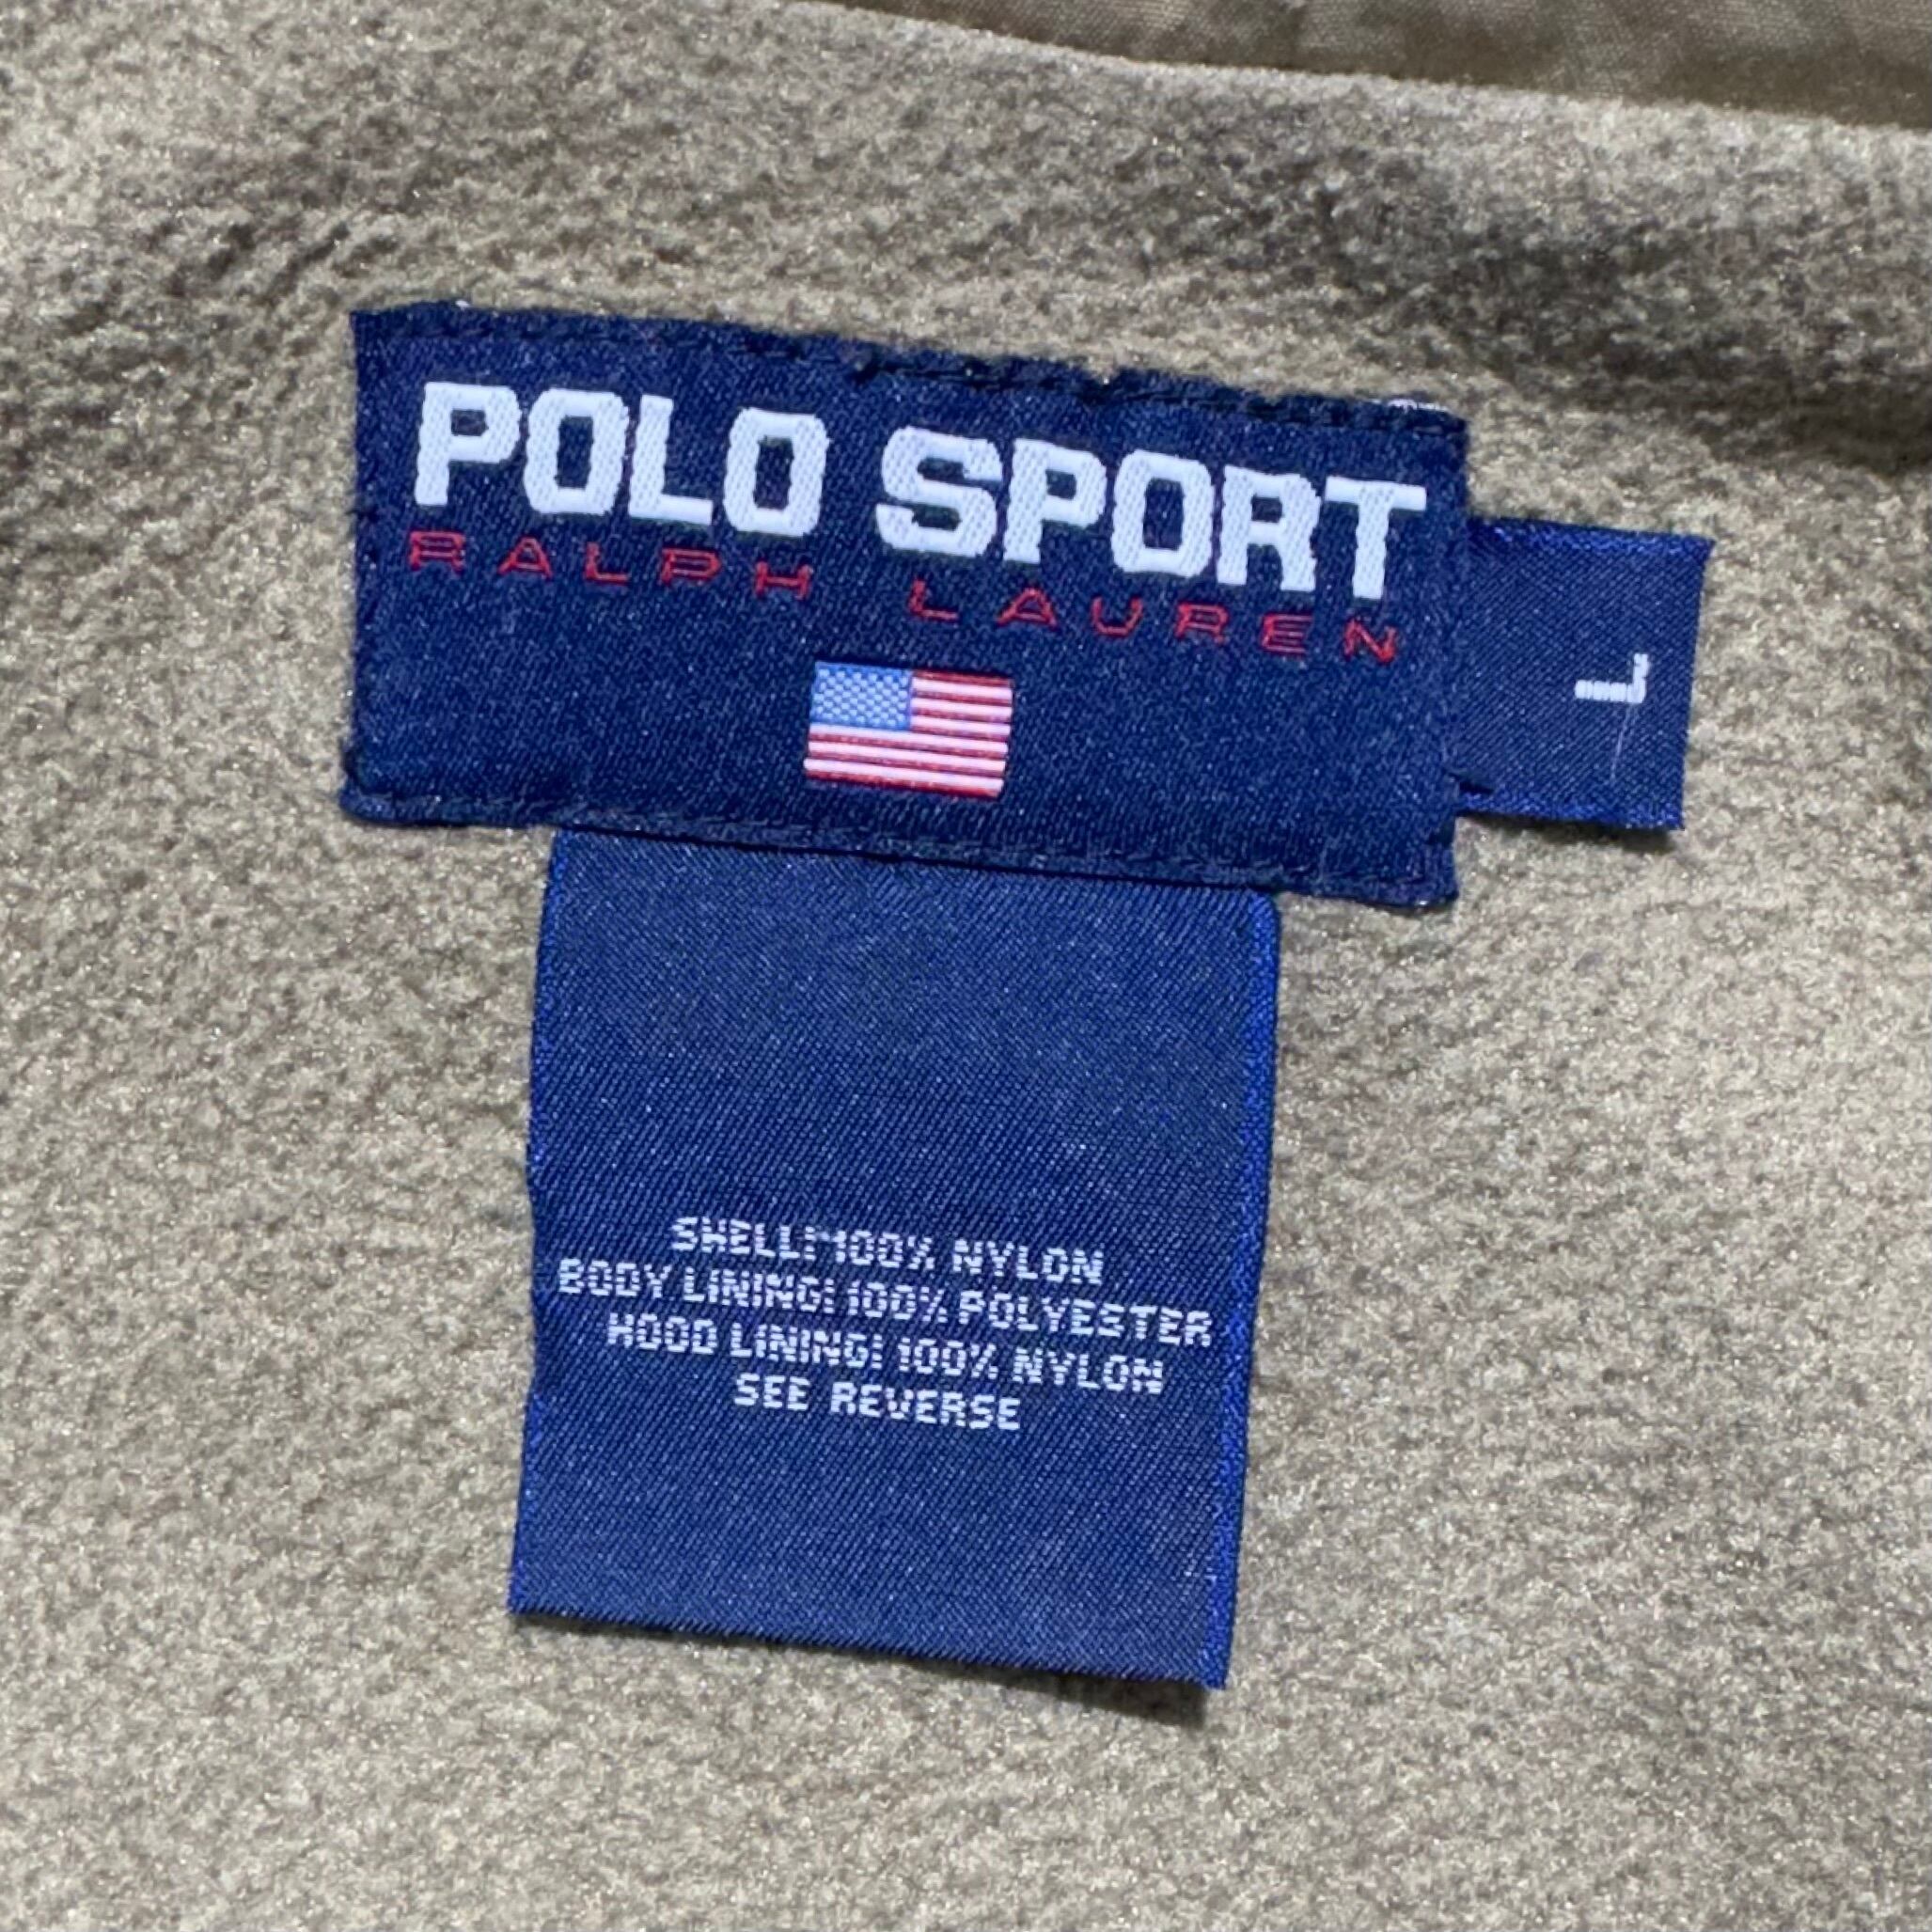 POLO SPORT
RALPH LAUREN
L
SHELL: 100% NYLON
BODY LINING: 100% POLYESTER
HOOD LINING: 100% NYLON
SEE REVERSE